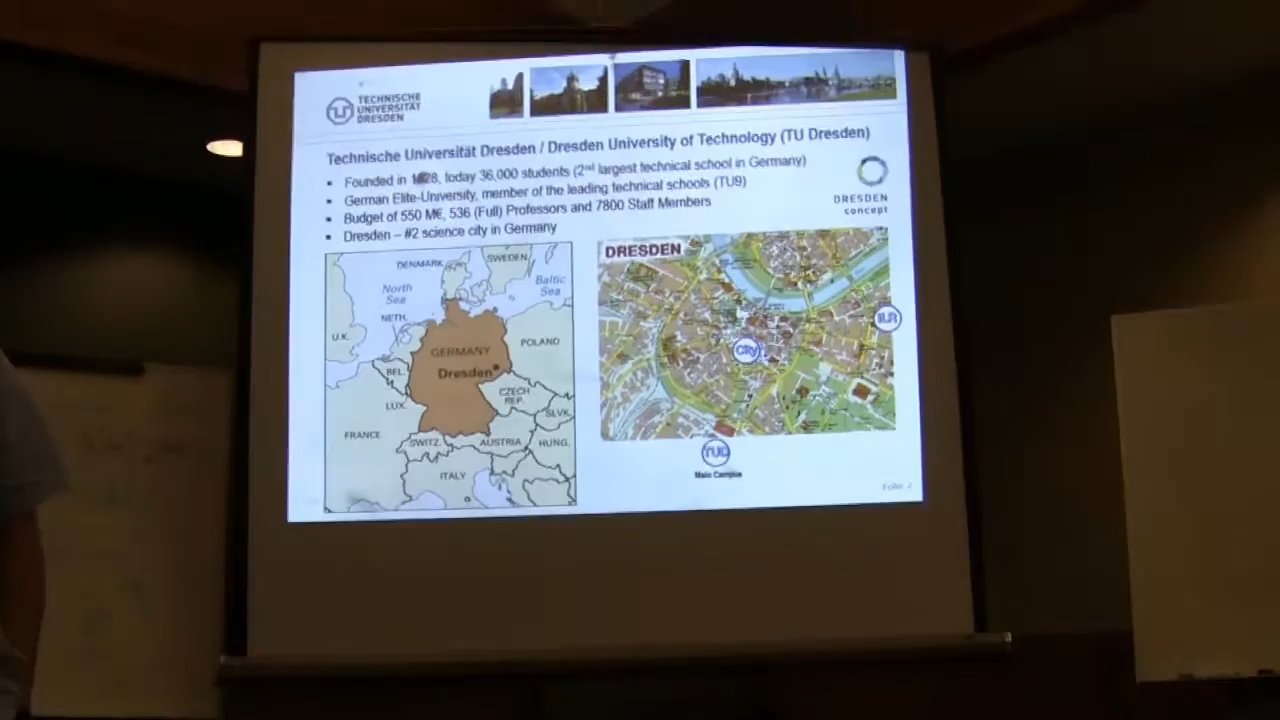 TECHNISCHE
UNIVERSITÄT
DRESDEN
Technische Universität Dresden / Dresden University of Technology (TU Dresden)
▪ Founded in 1828, today 36,000 students (2nd largest technical school in Germany)
▪ German Elite-University, member of the leading technical schools (TU9)
▪ Budget of 550 M€, 536 (Full) Professors and 7800 Staff Members
▪ Dresden – #2 science city in Germany
DRESDEN
concept
DENMARK
SWEDEN
North
Sea
Baltic
Sea
NETH.
U.K.
GERMANY
POLAND
Dresden
BEL.
CZECH
REP.
LUX.
SLVK.
FRANCE
SWITZ.
AUSTRIA
HUNG.
ITALY
DRESDEN
ILR
City
TUD
Main Campus
Folie 2